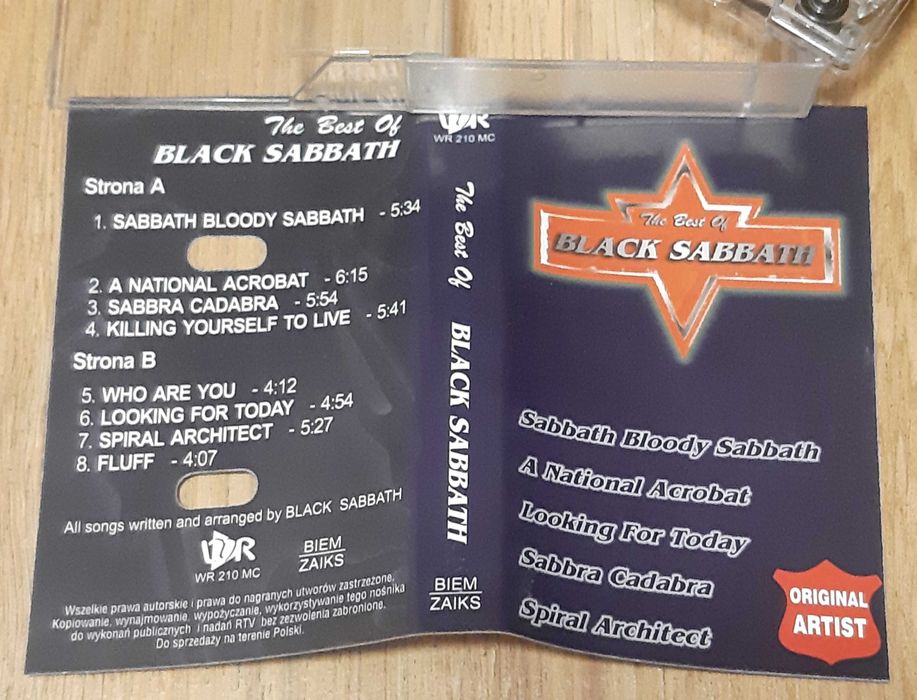 The Best Of
BLACK SABBATH
Strona A
1. SABBATH BLOODY SABBATH - 5:34
2. A NATIONAL ACROBAT - 6:15
3. SABBRA CADABRA - 5:54
4. KILLING YOURSELF TO LIVE - 5:41
Strona B
5. WHO ARE YOU - 4:12
6. LOOKING FOR TODAY - 4:54
7. SPIRAL ARCHITECT - 5:27
8. FLUFF - 4:07
All songs written and arranged by BLACK SABBATH
WR
WR 210 MC
BIEM
ZAIKS
Wszelkie prawa autorskie i prawa do nagranych utworów zastrzeżone.
Kopiowanie, wynajmowanie, wypożyczanie, wykorzystywanie tego nośnika
do wykonań publicznych i nadań RTV bez zezwolenia zabronione.
Do sprzedaży na terenie Polski.
WR
WR 210 MC
The Best Of BLACK SABBATH
BIEM
ZAIKS
The Best Of
BLACK SABBATH
Sabbath Bloody Sabbath
A National Acrobat
Looking For Today
Sabbra Cadabra
Spiral Architect
ORIGINAL
ARTIST